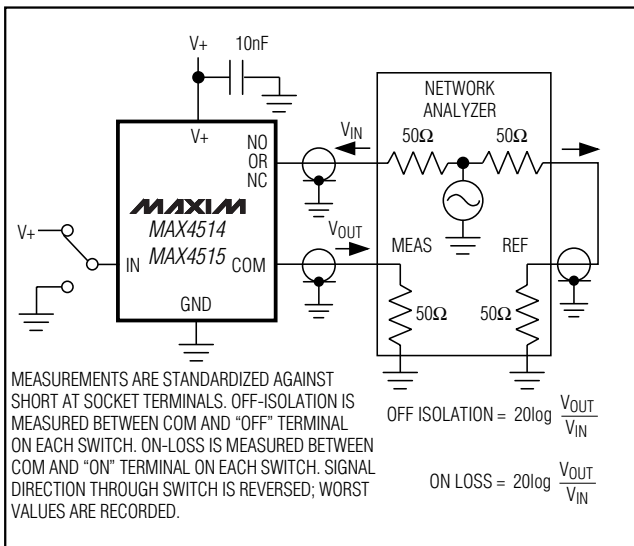 V+
10nF
V+
NO
OR
NC
MAXIM
MAX4514
MAX4515
COM
IN
GND
V+
VIN
VOUT
NETWORK
ANALYZER
50Ω
50Ω
MEAS
REF
50Ω
50Ω
MEASUREMENTS ARE STANDARDIZED AGAINST
SHORT AT SOCKET TERMINALS. OFF-ISOLATION IS
MEASURED BETWEEN COM AND “OFF” TERMINAL
ON EACH SWITCH. ON-LOSS IS MEASURED BETWEEN
COM AND “ON” TERMINAL ON EACH SWITCH. SIGNAL
DIRECTION THROUGH SWITCH IS REVERSED; WORST
VALUES ARE RECORDED.
OFF ISOLATION = 20log VOUT
VIN
ON LOSS = 20log VOUT
VIN